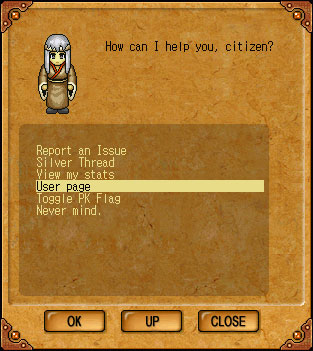 How can I help you, citizen?
Report an Issue
Silver Thread
View my stats
User page
Toggle PK Flag
Never mind.
OK
UP
CLOSE